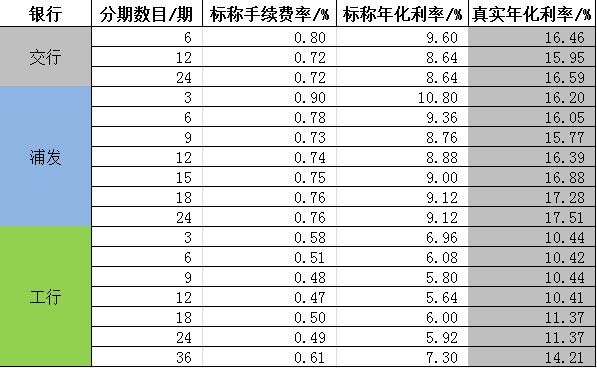 银行 分期数目/期 标称手续费率/% 标称年化利率/% 真实年化利率/%
交行
6 0.80 9.60 16.46
12 0.72 8.64 15.95
24 0.72 8.64 16.59
浦发
3 0.90 10.80 16.20
6 0.78 9.36 16.05
9 0.73 8.76 15.77
12 0.74 8.88 16.39
15 0.75 9.00 16.88
18 0.76 9.12 17.28
24 0.76 9.12 17.51
工行
3 0.58 6.96 10.44
6 0.51 6.08 10.42
9 0.48 5.80 10.44
12 0.47 5.64 10.41
18 0.50 6.00 11.37
24 0.49 5.92 11.37
36 0.61 7.30 14.21